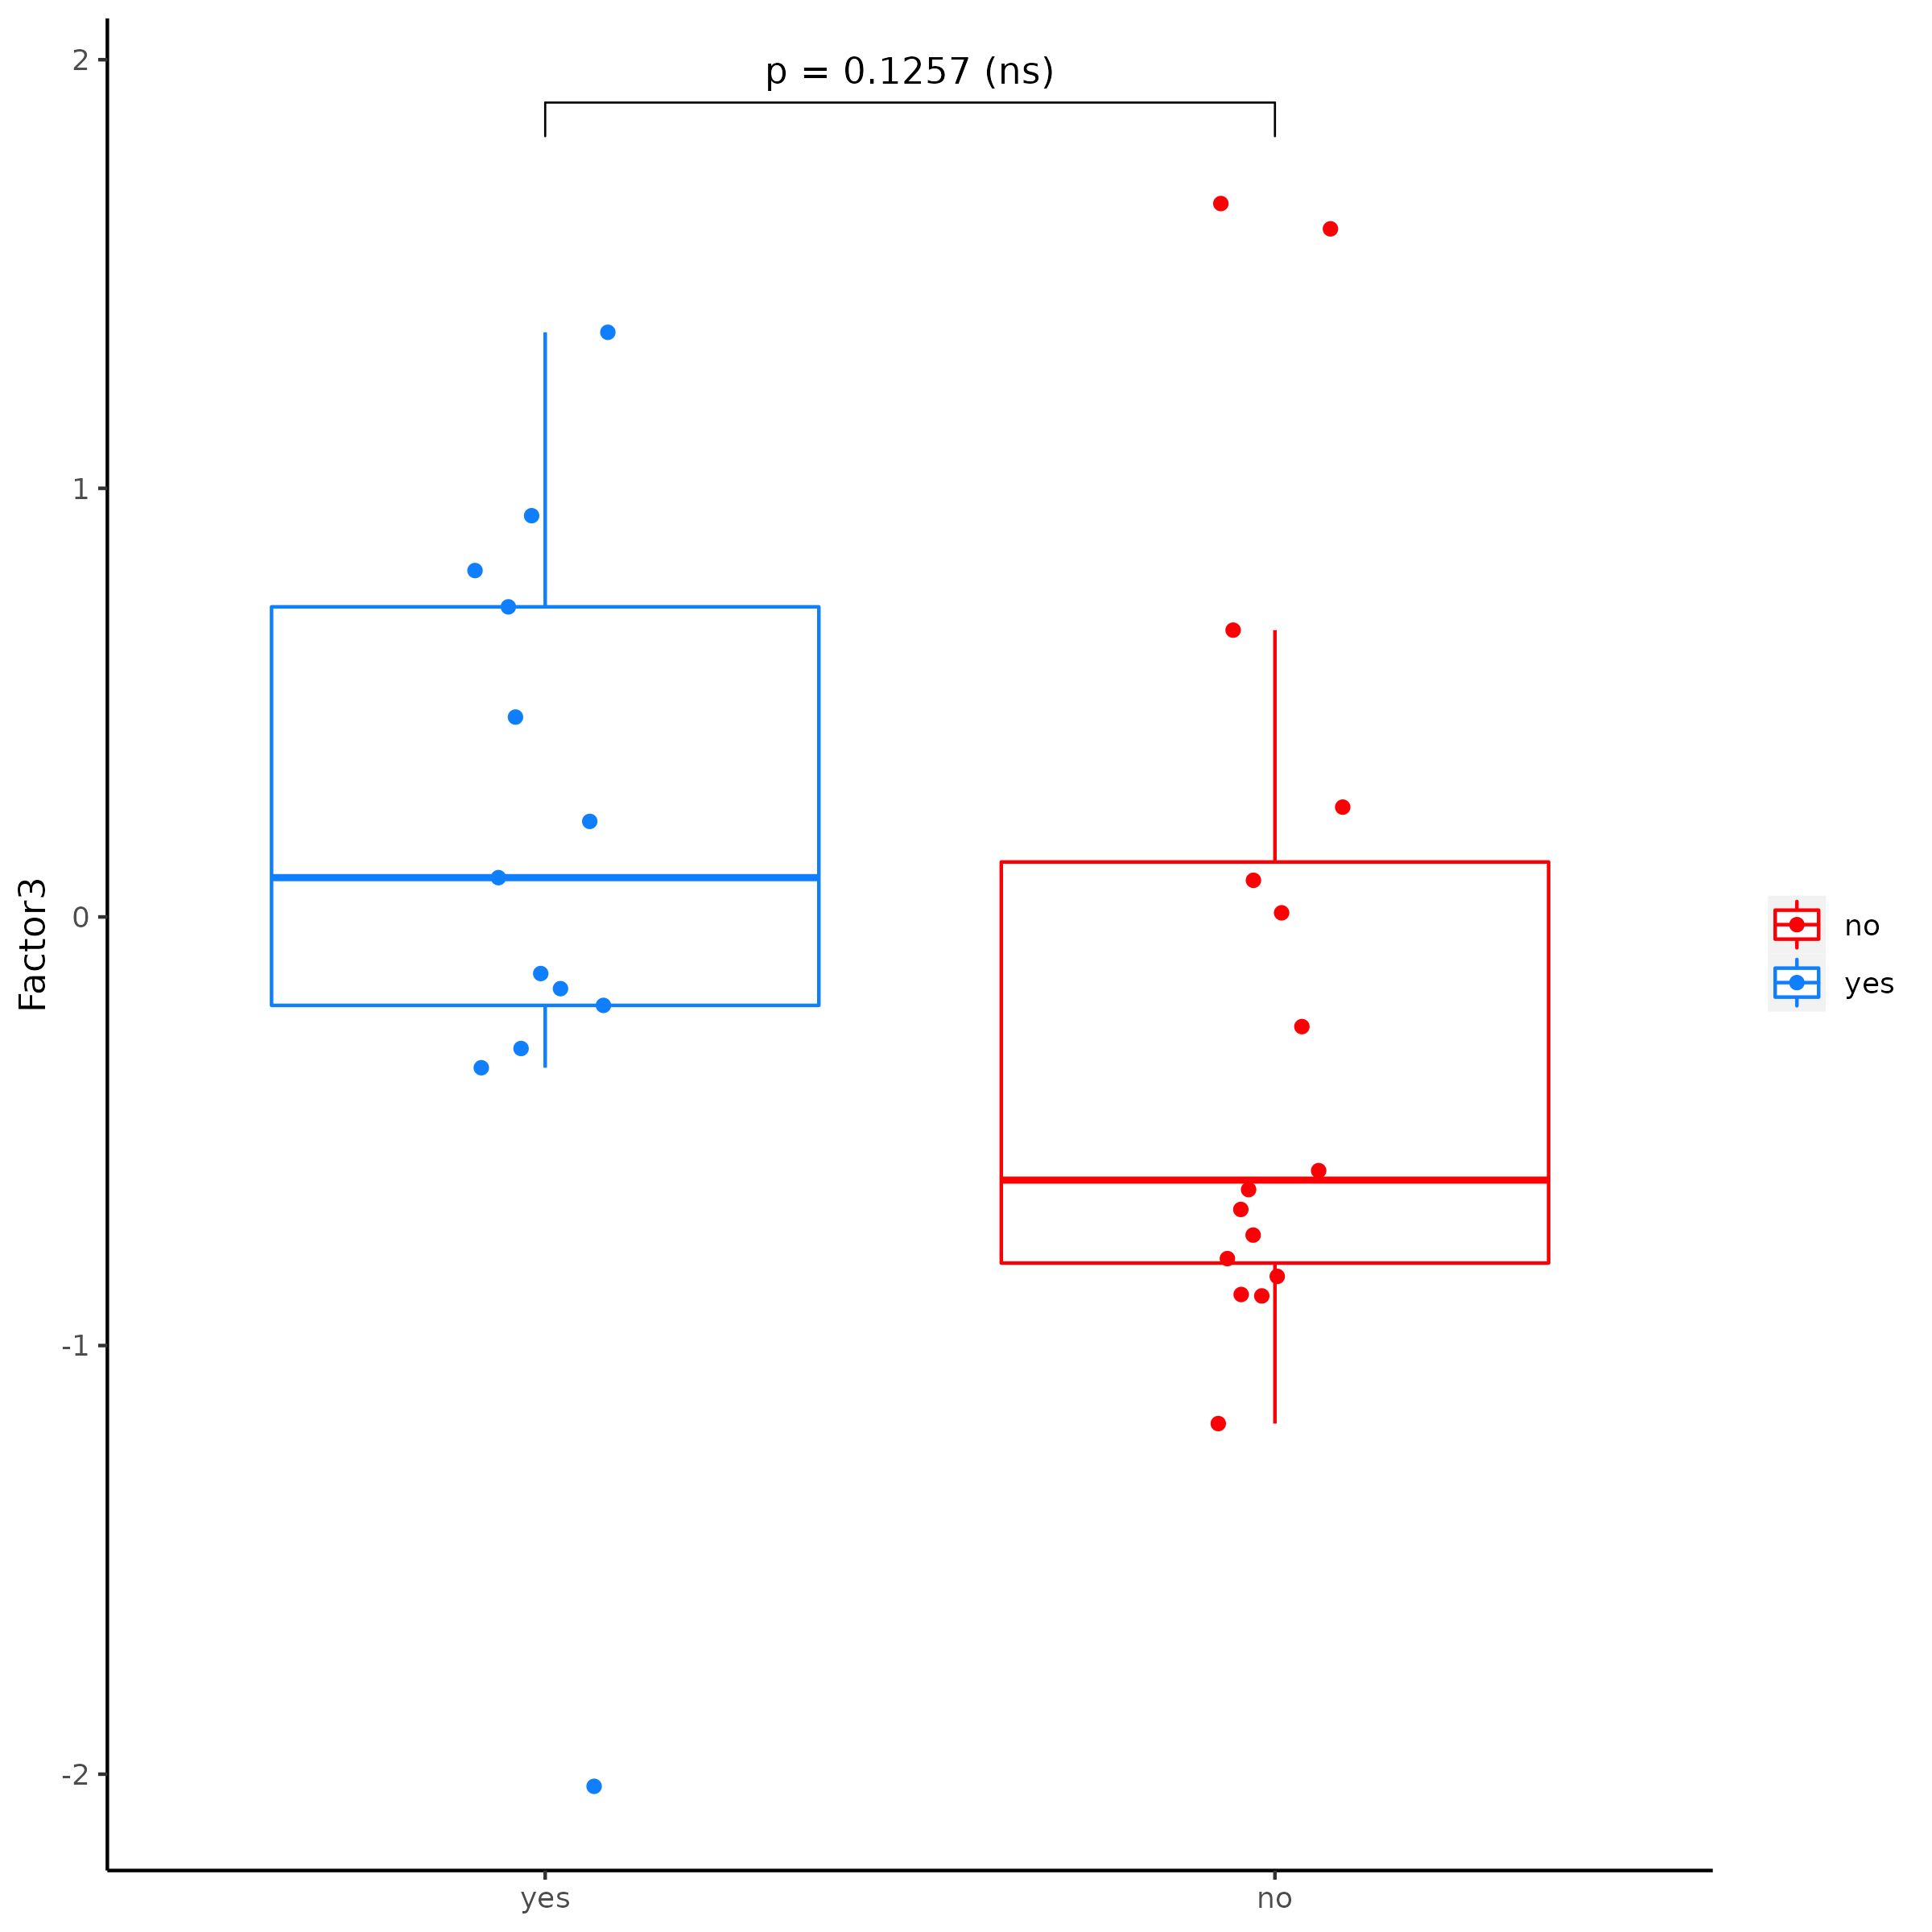 p = 0.1257 (ns)
2
1
0
-1
-2
Factor3
yes
no
no
yes